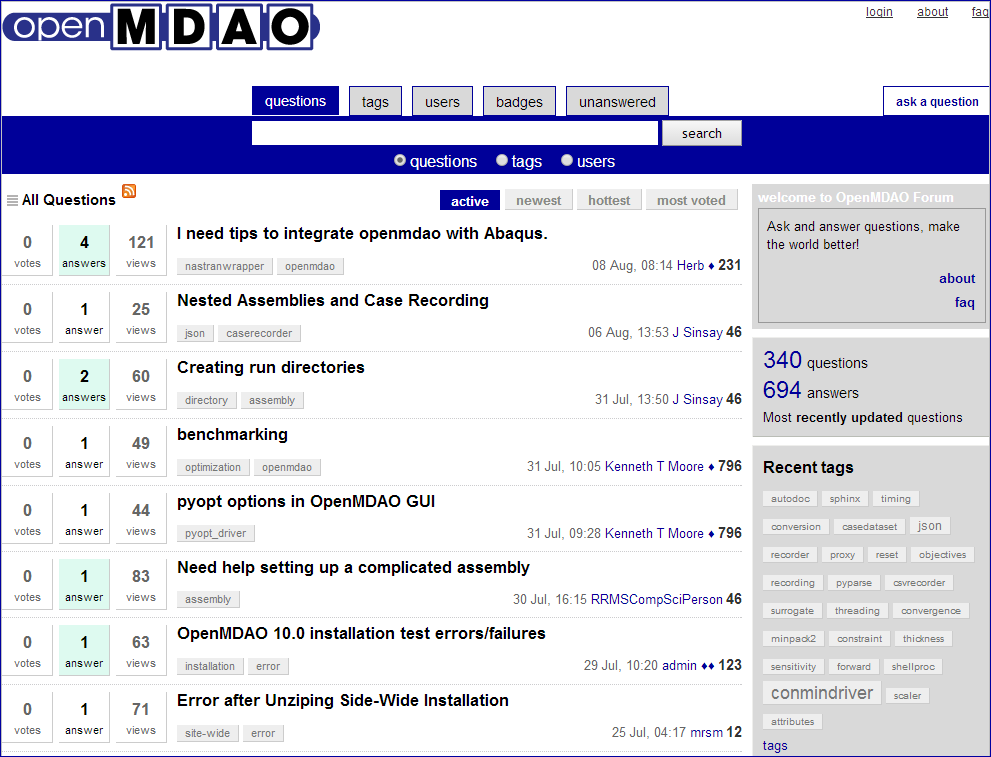 open MDAO
login about faq
questions tags users badges unanswered
ask a question
search
questions tags users
All Questions
active newest hottest most voted
0 votes 4 answers 121 views
I need tips to integrate openmdao with Abaqus.
nastranwrapper openmdao
08 Aug, 08:14 Herb ♦ 231
0 votes 1 answer 25 views
Nested Assemblies and Case Recording
json caserecorder
06 Aug, 13:53 J Sinsay 46
0 votes 2 answers 60 views
Creating run directories
directory assembly
31 Jul, 13:50 J Sinsay 46
0 votes 1 answer 49 views
benchmarking
optimization openmdao
31 Jul, 10:05 Kenneth T Moore ♦ 796
0 votes 1 answer 44 views
pyopt options in OpenMDAO GUI
pyopt_driver
31 Jul, 09:28 Kenneth T Moore ♦ 796
0 votes 1 answer 83 views
Need help setting up a complicated assembly
assembly
30 Jul, 16:15 RRMSCompSciPerson 46
0 votes 1 answer 63 views
OpenMDAO 10.0 installation test errors/failures
installation error
29 Jul, 10:20 admin ♦♦ 123
0 votes 1 answer 71 views
Error after Unziping Side-Wide Installation
site-wide error
25 Jul, 04:17 mrsm 12
welcome to OpenMDAO Forum
Ask and answer questions, make
the world better!
about
faq
340 questions
694 answers
Most recently updated questions
Recent tags
autodoc sphinx timing
conversion casedataset json
recorder proxy reset objectives
recording pyparse csvrecorder
surrogate threading convergence
minpack2 constraint thickness
sensitivity forward shellproc
conmindriver scaler
attributes
tags